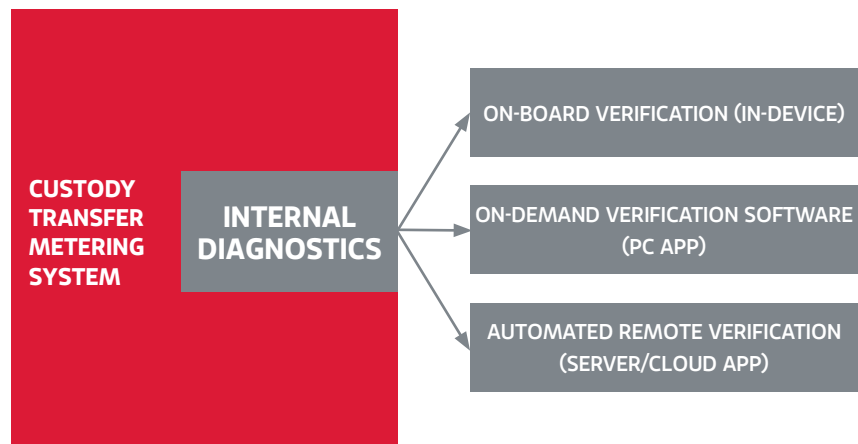 CUSTODY
TRANSFER
METERING
SYSTEM
INTERNAL
DIAGNOSTICS
ON-BOARD VERIFICATION (IN-DEVICE)
ON-DEMAND VERIFICATION SOFTWARE
(PC APP)
AUTOMATED REMOTE VERIFICATION
(SERVER/CLOUD APP)